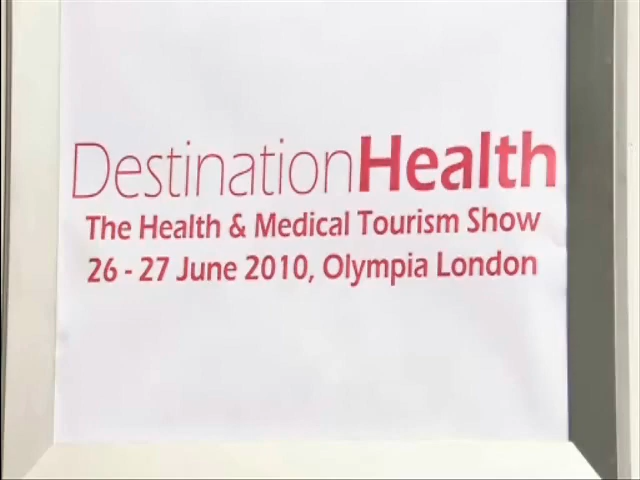 DestinationHealth
The Health & Medical Tourism Show
26 - 27 June 2010, Olympia London